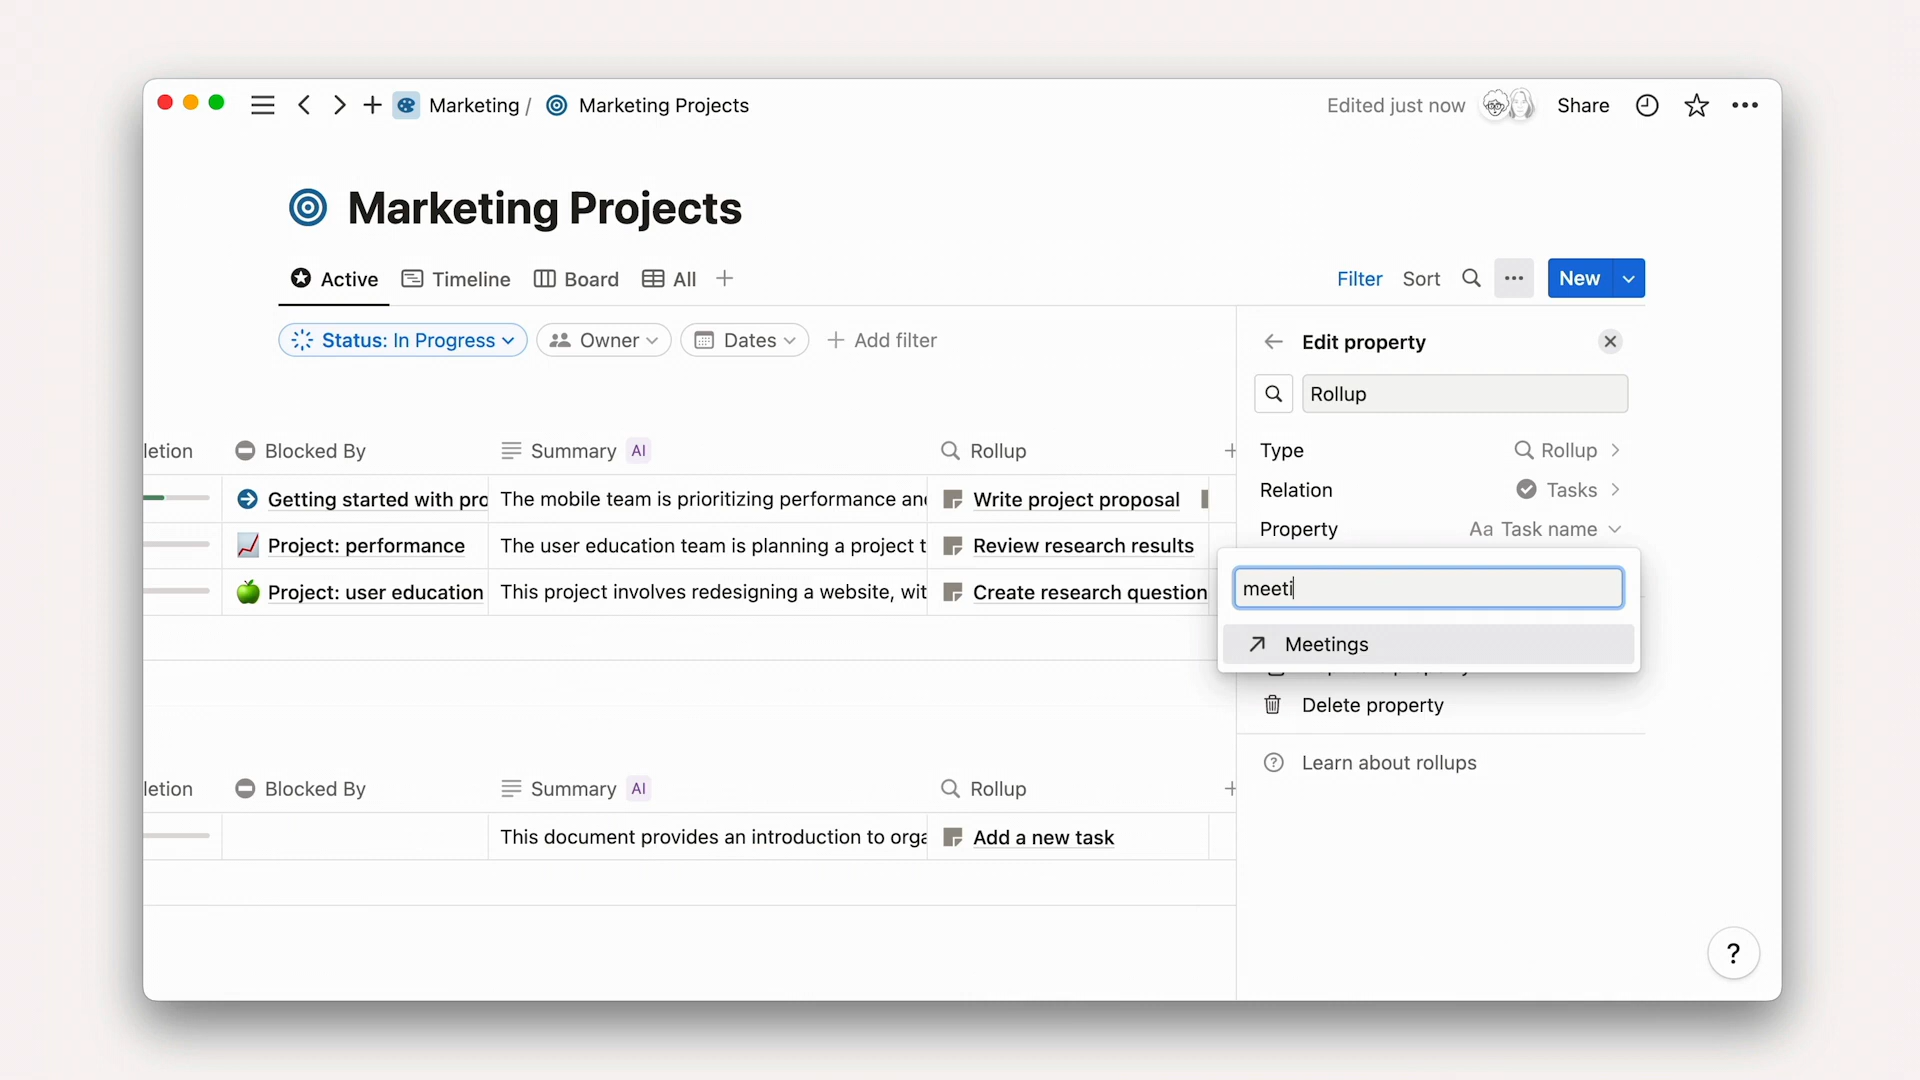 Marketing / Marketing Projects
Edited just now
Share
Marketing Projects
Active
Timeline
Board
All
Filter
Sort
New
Status: In Progress
Owner
Dates
Add filter
Edit property
Rollup
Type
Rollup
Relation
Tasks
Property
Aa Task name
meeti
Meetings
Delete property
Learn about rollups
letion
Blocked By
Summary AI
Rollup
Getting started with pro
The mobile team is prioritizing performance an
Write project proposal
Project: performance
The user education team is planning a project t
Review research results
Project: user education
This project involves redesigning a website, wit
Create research question
letion
Blocked By
Summary AI
Rollup
This document provides an introduction to orga
Add a new task
?